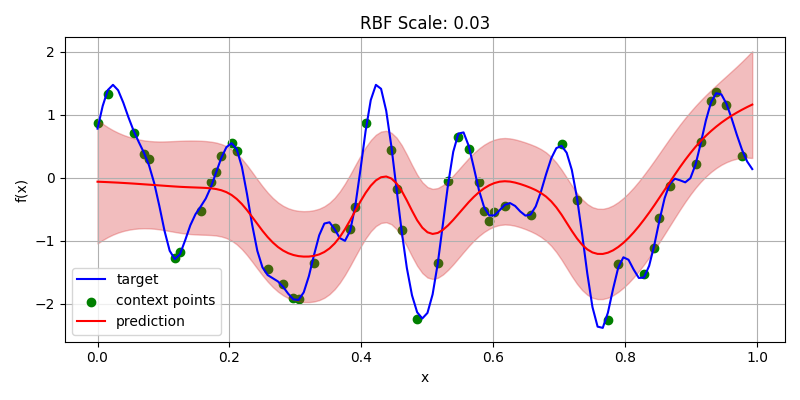 RBF Scale: 0.03
f(x)
2
1
0
−1
−2
target
context points
prediction
0.0
0.2
0.4
0.6
0.8
1.0
x